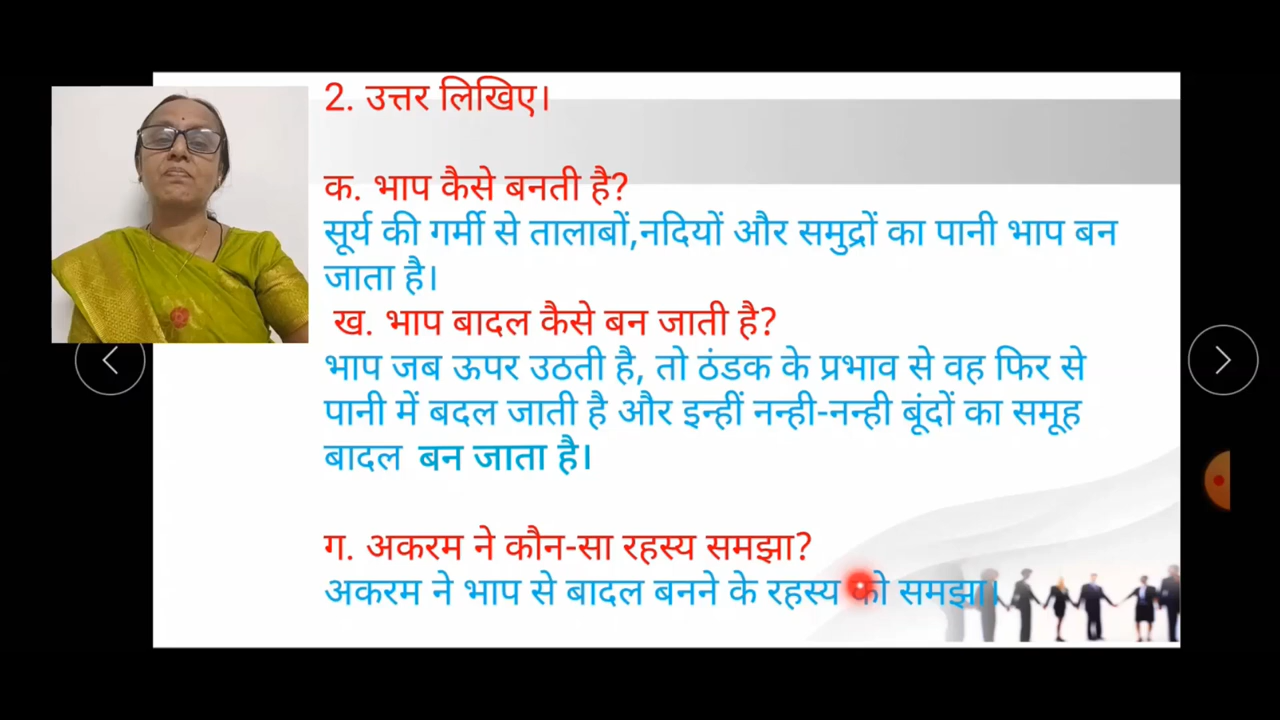 2. उत्तर लिखिए।
क. भाप कैसे बनती है?
सूर्य की गर्मी से तालाबों,नदियों और समुद्रों का पानी भाप बन
जाता है।
ख. भाप बादल कैसे बन जाती है?
भाप जब ऊपर उठती है, तो ठंडक के प्रभाव से वह फिर से
पानी में बदल जाती है और इन्हीं नन्ही-नन्ही बूंदों का समूह
बादल बन जाता है।
ग. अकरम ने कौन-सा रहस्य समझा?
अकरम ने भाप से बादल बनने के रहस्य को समझा।